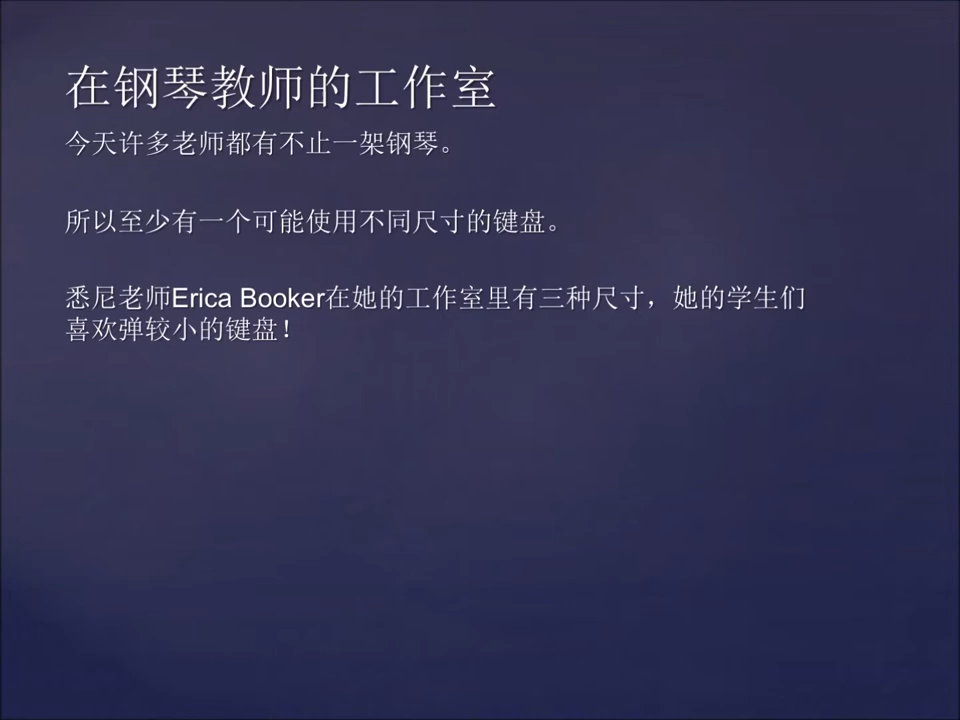 在钢琴教师的工作室
今天许多老师都有不止一架钢琴。
所以至少有一个可能使用不同尺寸的键盘。
悉尼老师Erica Booker在她的工作室里有三种尺寸，她的学生们
喜欢弹较小的键盘！